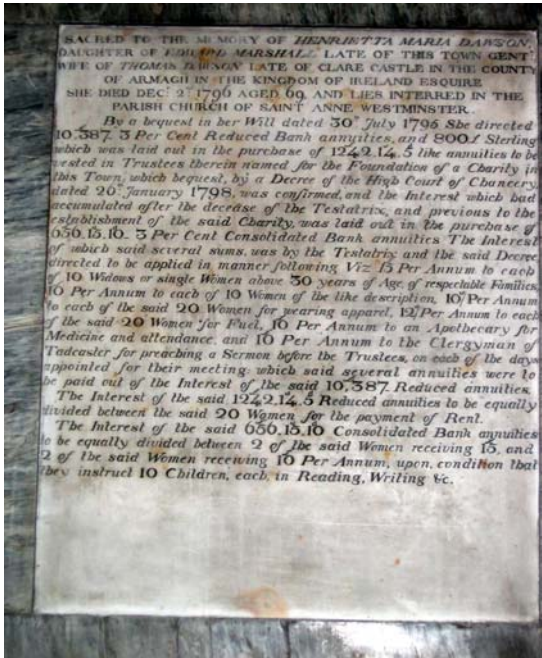 SACRED TO THE MEMORY OF HENRIETTA MARIA DAWSON,
DAUGHTER OF EDWARD MARSHALL LATE OF THIS TOWN GENT.
WIFE OF THOMAS DAWSON LATE OF CLARE CASTLE IN THE COUNTY
OF ARMAGH IN THE KINGDOM OF IRELAND ESQUIRE
SHE DIED DECR 2D 1796 AGED 69, AND LIES INTERRED IN THE
PARISH CHURCH OF SAINT ANNE WESTMINSTER.
By a bequest in her Will dated 30th July 1795 She directed
10,387. 3 Per Cent Reduced Bank annuities, and 800£ Sterling
which was laid out in the purchase of 1242.14.5 like annuities to be
vested in Trustees therein named for the Foundation of a Charity in
this Town, which bequest, by a Decree of the High Court of Chancery,
dated 20th January 1798, was confirmed, and the Interest which had
accumulated after the decease of the Testatrix, and previous to the
establishment of the said Charity, was laid out in the purchase of
656.15.10. 3 Per Cent Consolidated Bank annuities The Interest
of which said several sums, was by the Testatrix and the said Decree
directed to be applied in manner following Viz 15 Per Annum to each
of 10 Widows or single Women above 50 years of Age, of respectable Families,
10 Per Annum to each of 10 Women of the like description, 10/ Per Annum
to each of the said 20 Women for wearing apparel, 12/ Per Annum to each
of the said 20 Women for Fuel, 10 Per Annum to an Apothecary for
Medicine and attendance, and 10 Per Annum to the Clergyman of
Tadcaster for preaching a Sermon before the Trustees, on each of the days
appointed for their meeting: which said several annuities were to
be paid out of the Interest of the said 10,387 Reduced annuities.
The Interest of the said 1242.14.5 Reduced annuities to be equally
divided between the said 20 Women for the payment of Rent.
The Interest of the said 656.15.10 Consolidated Bank annuities
to be equally divided between 2 of the said Women receiving 15, and
2 of the said Women receiving 10 Per Annum, upon condition that
they instruct 10 Children, each, in Reading, Writing &c.